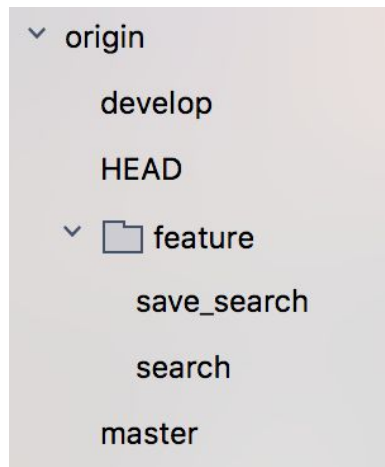 origin
develop
HEAD
feature
save_search
search
master